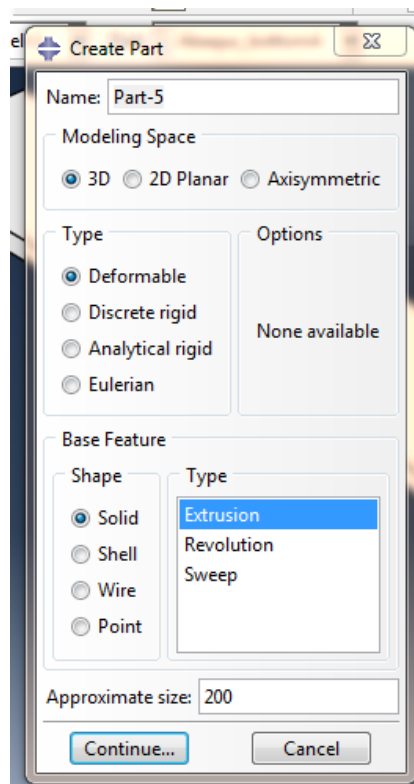 el
Create Part
Name: Part-5
Modeling Space
3D 2D Planar Axisymmetric
Type
Deformable
Discrete rigid
Analytical rigid
Eulerian
Options
None available
Base Feature
Shape
Solid
Shell
Wire
Point
Type
Extrusion
Revolution
Sweep
Approximate size: 200
Continue... Cancel